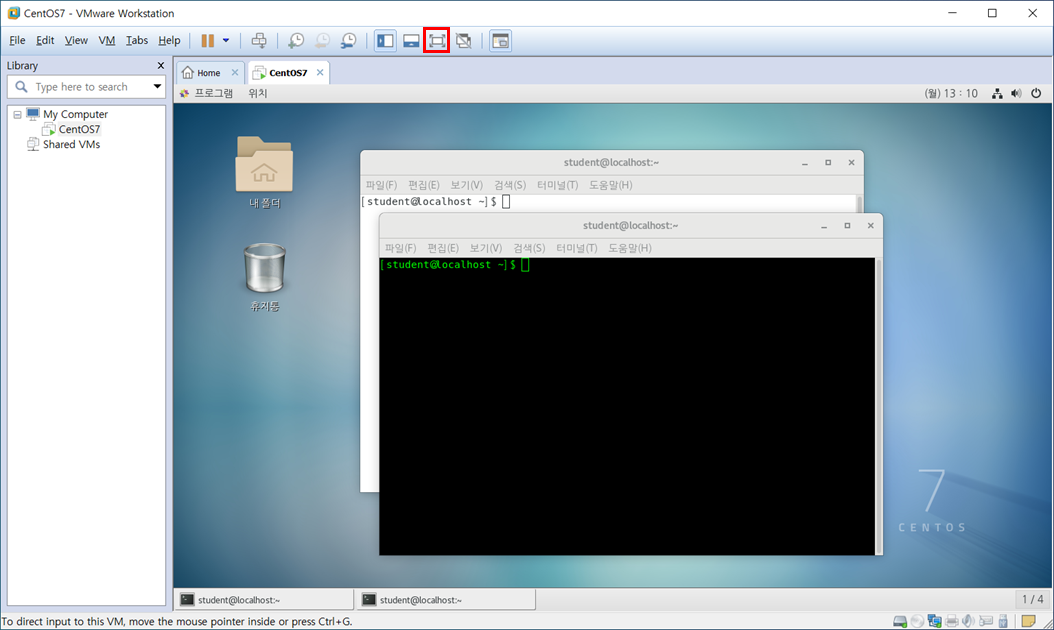 CentOS7 - VMware Workstation
File Edit View VM Tabs Help
Library
Type here to search
My Computer
CentOS7
Shared VMs
Home
CentOS7
프로그램 위치
(월) 13 : 10
내 폴더
휴지통
student@localhost:~
파일(F) 편집(E) 보기(V) 검색(S) 터미널(T) 도움말(H)
[student@localhost ~]$
student@localhost:~
파일(F) 편집(E) 보기(V) 검색(S) 터미널(T) 도움말(H)
[student@localhost ~]$
7
CENTOS
student@localhost:~
student@localhost:~
1 / 4
To direct input to this VM, move the mouse pointer inside or press Ctrl+G.